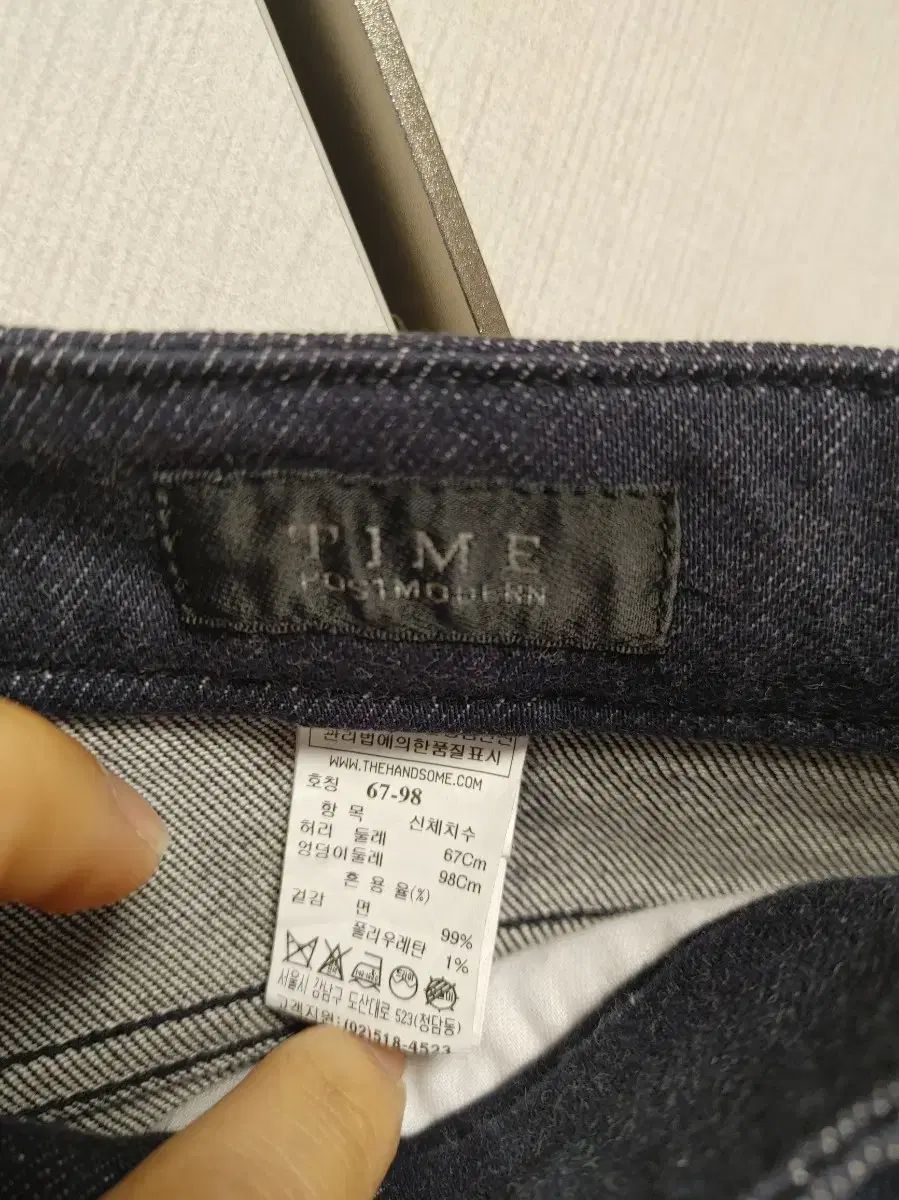 TIME
POSTMODERN
관리법에의한품질표시
WWW.THEHANDSOME.COM
호칭 67-98
항 목 신체치수
허리 둘레 67Cm
엉덩이둘레 98Cm
혼 용 율(%)
겉감 면 99%
폴리우레탄 1%
서울시 강남구 도산대로 523(청담동)
고객지원:(02)518-4523